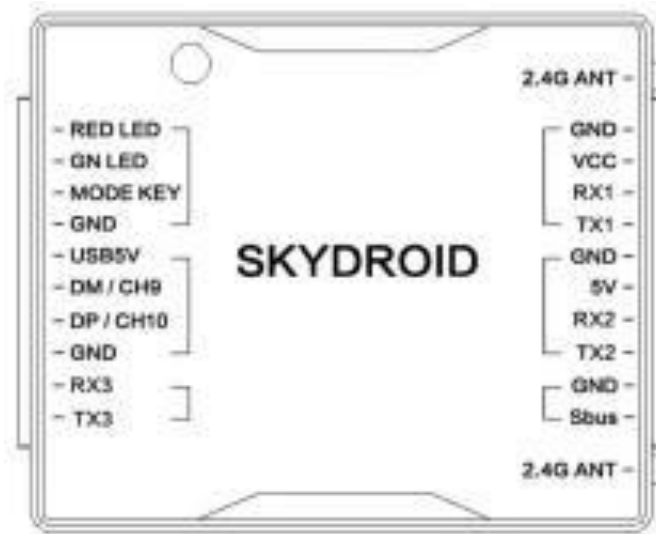 2.4G ANT
RED LED
GN LED
MODE KEY
GND
USB5V
DM / CH9
DP / CH10
GND
RX3
TX3
SKYDROID
GND
VCC
RX1
TX1
GND
5V
RX2
TX2
GND
Sbus
2.4G ANT